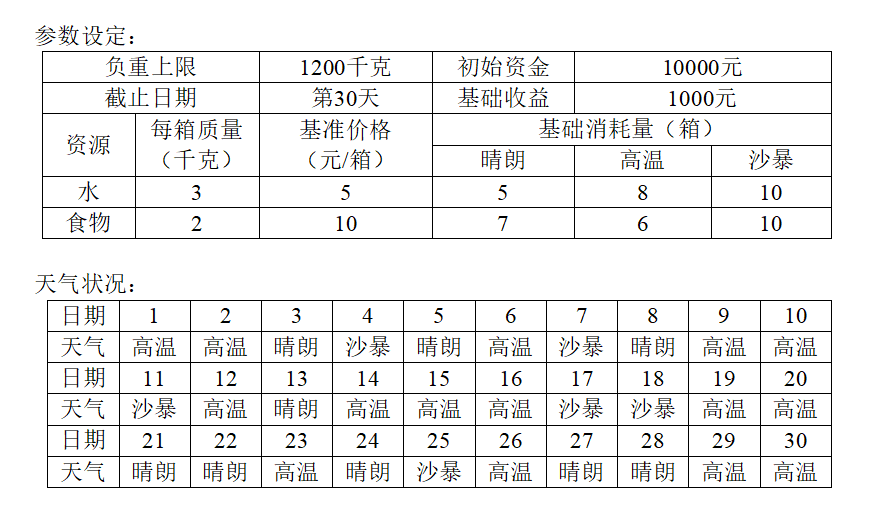 参数设定：
负重上限 1200千克 初始资金 10000元
截止日期 第30天 基础收益 1000元
资源 每箱质量（千克） 基准价格（元/箱） 基础消耗量（箱）
晴朗 高温 沙暴
水 3 5 5 8 10
食物 2 10 7 6 10
天气状况：
日期 1 2 3 4 5 6 7 8 9 10
天气 高温 高温 晴朗 沙暴 晴朗 高温 沙暴 晴朗 高温 高温
日期 11 12 13 14 15 16 17 18 19 20
天气 沙暴 高温 晴朗 高温 高温 高温 沙暴 沙暴 高温 高温
日期 21 22 23 24 25 26 27 28 29 30
天气 晴朗 晴朗 高温 晴朗 沙暴 高温 晴朗 晴朗 高温 高温